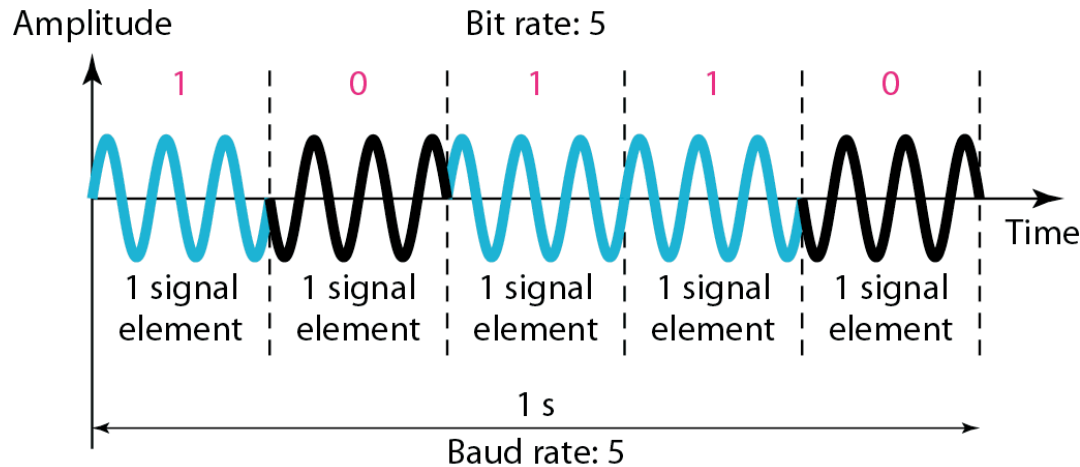 Amplitude
Bit rate: 5
1 0 1 1 0
Time
1 signal element
1 signal element
1 signal element
1 signal element
1 signal element
1 s
Baud rate: 5